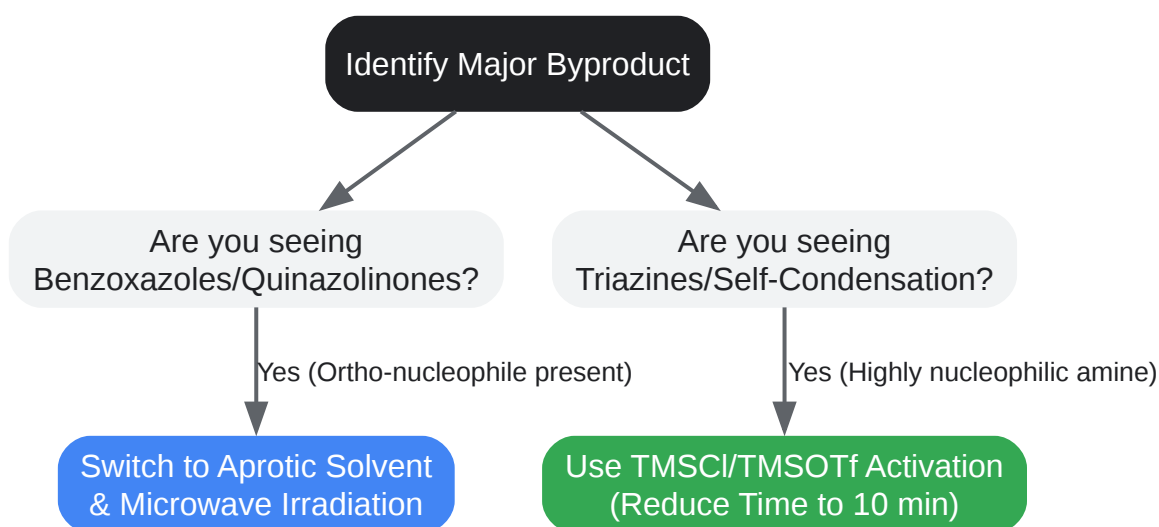 Identify Major Byproduct
Are you seeing
Benzoxazoles/Quinazolinones?
Are you seeing
Triazines/Self-Condensation?
Yes (Ortho-nucleophile present)
Yes (Highly nucleophilic amine)
Switch to Aprotic Solvent
& Microwave Irradiation
Use TMSCl/TMSOTf Activation
(Reduce Time to 10 min)